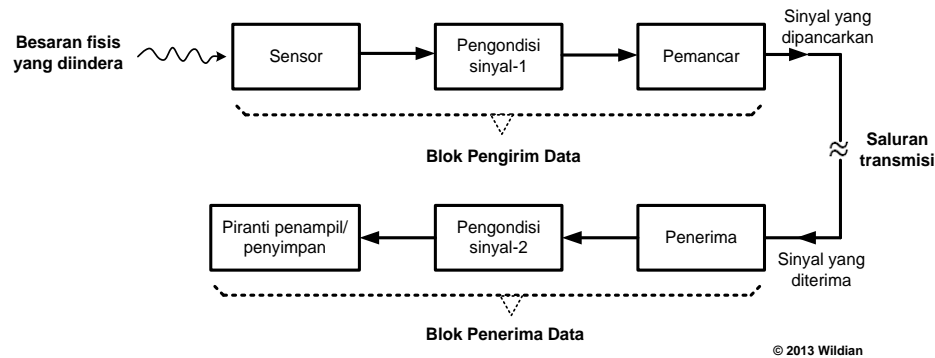 Besaran fisis
yang diindera
Sensor
Pengondisi
sinyal-1
Pemancar
Sinyal yang
dipancarkan
Blok Pengirim Data
Saluran
transmisi
Piranti penampil/
penyimpan
Pengondisi
sinyal-2
Penerima
Sinyal yang
diterima
Blok Penerima Data
© 2013 Wildian